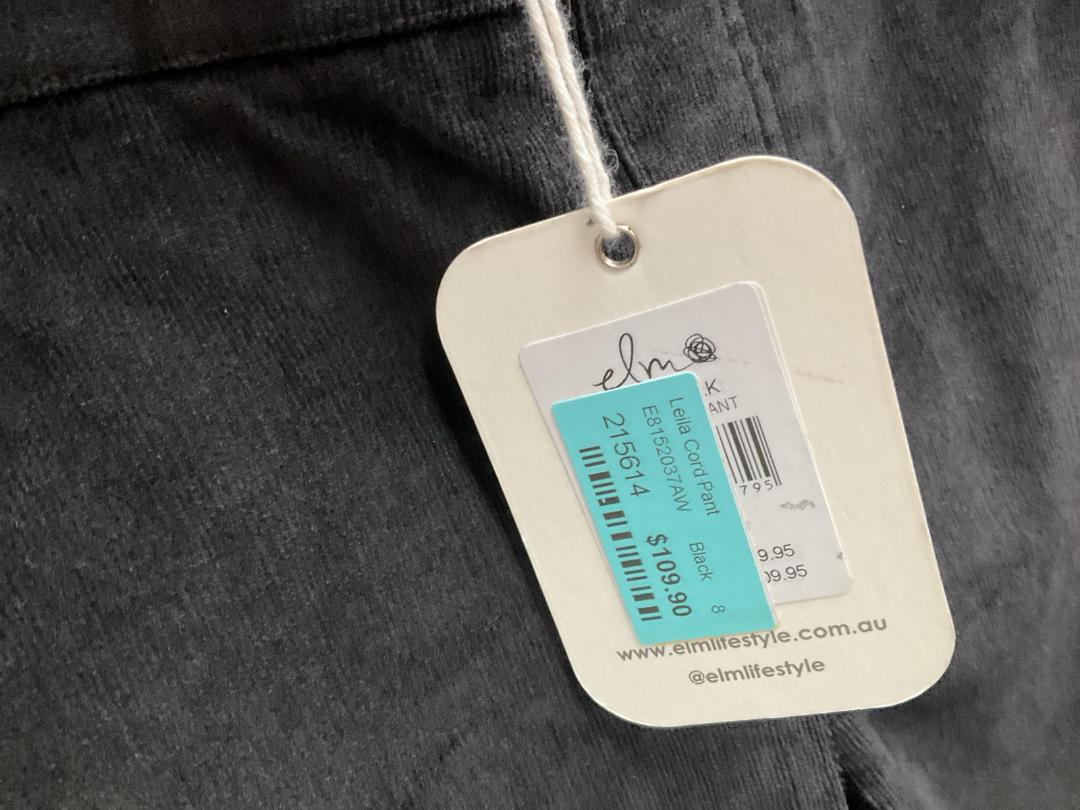 elm
.K
ANT
795
9.95
09.95
Leila Cord Pant Black 8
E8152037AW
215614 $109.90
www.elmlifestyle.com.au
@elmlifestyle